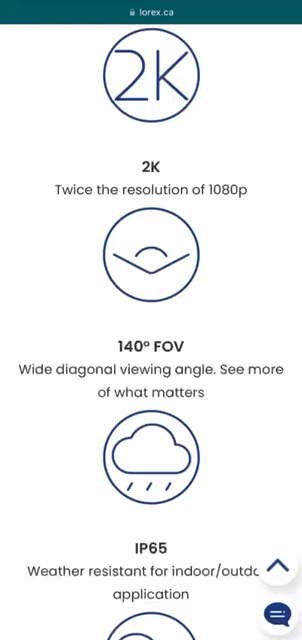 lorex.ca
2K
2K
Twice the resolution of 1080p
140° FOV
Wide diagonal viewing angle. See more
of what matters
IP65
Weather resistant for indoor/outdo
application